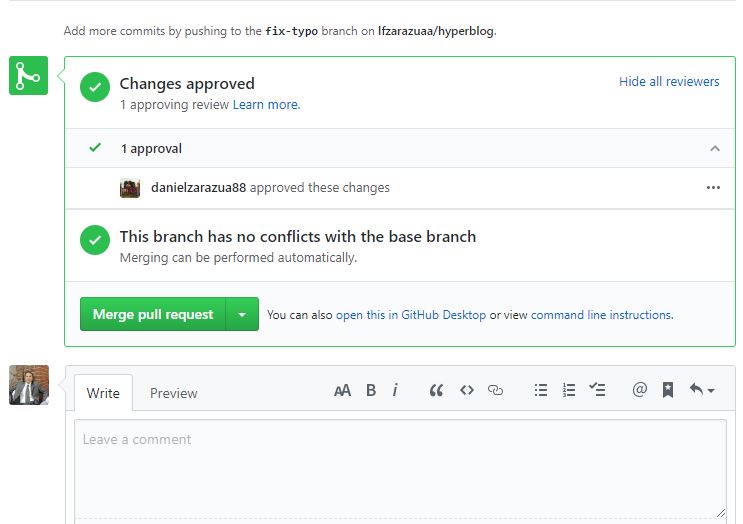 Add more commits by pushing to the fix-typo branch on lfzarazuaa/hyperblog.
Changes approved
Hide all reviewers
1 approving review Learn more.
1 approval
danielzarazua88 approved these changes
This branch has no conflicts with the base branch
Merging can be performed automatically.
Merge pull request
You can also open this in GitHub Desktop or view command line instructions.
Write
Preview
AA B i
@
Leave a comment